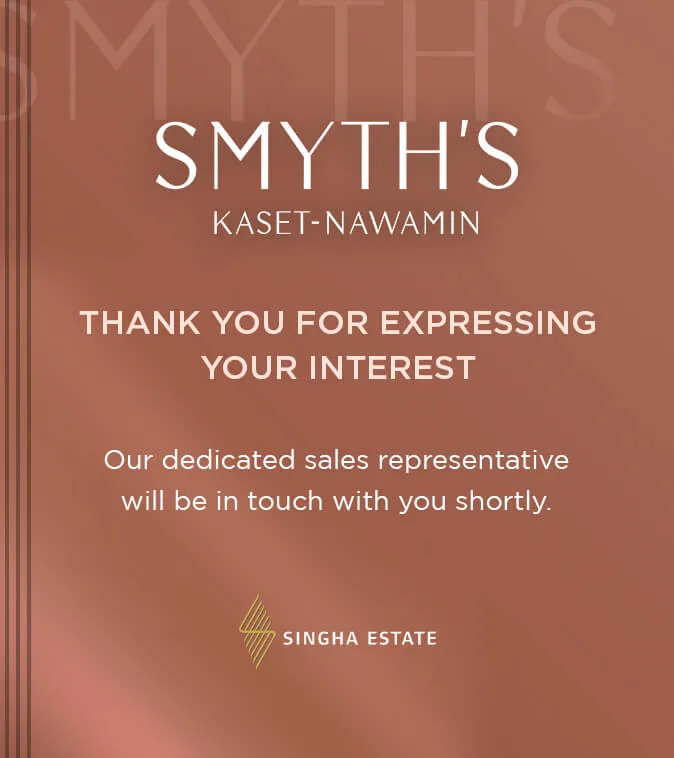 SMYTH'S
SMYTH'S
KASET-NAWAMIN
THANK YOU FOR EXPRESSING
YOUR INTEREST
Our dedicated sales representative
will be in touch with you shortly.
SINGHA ESTATE